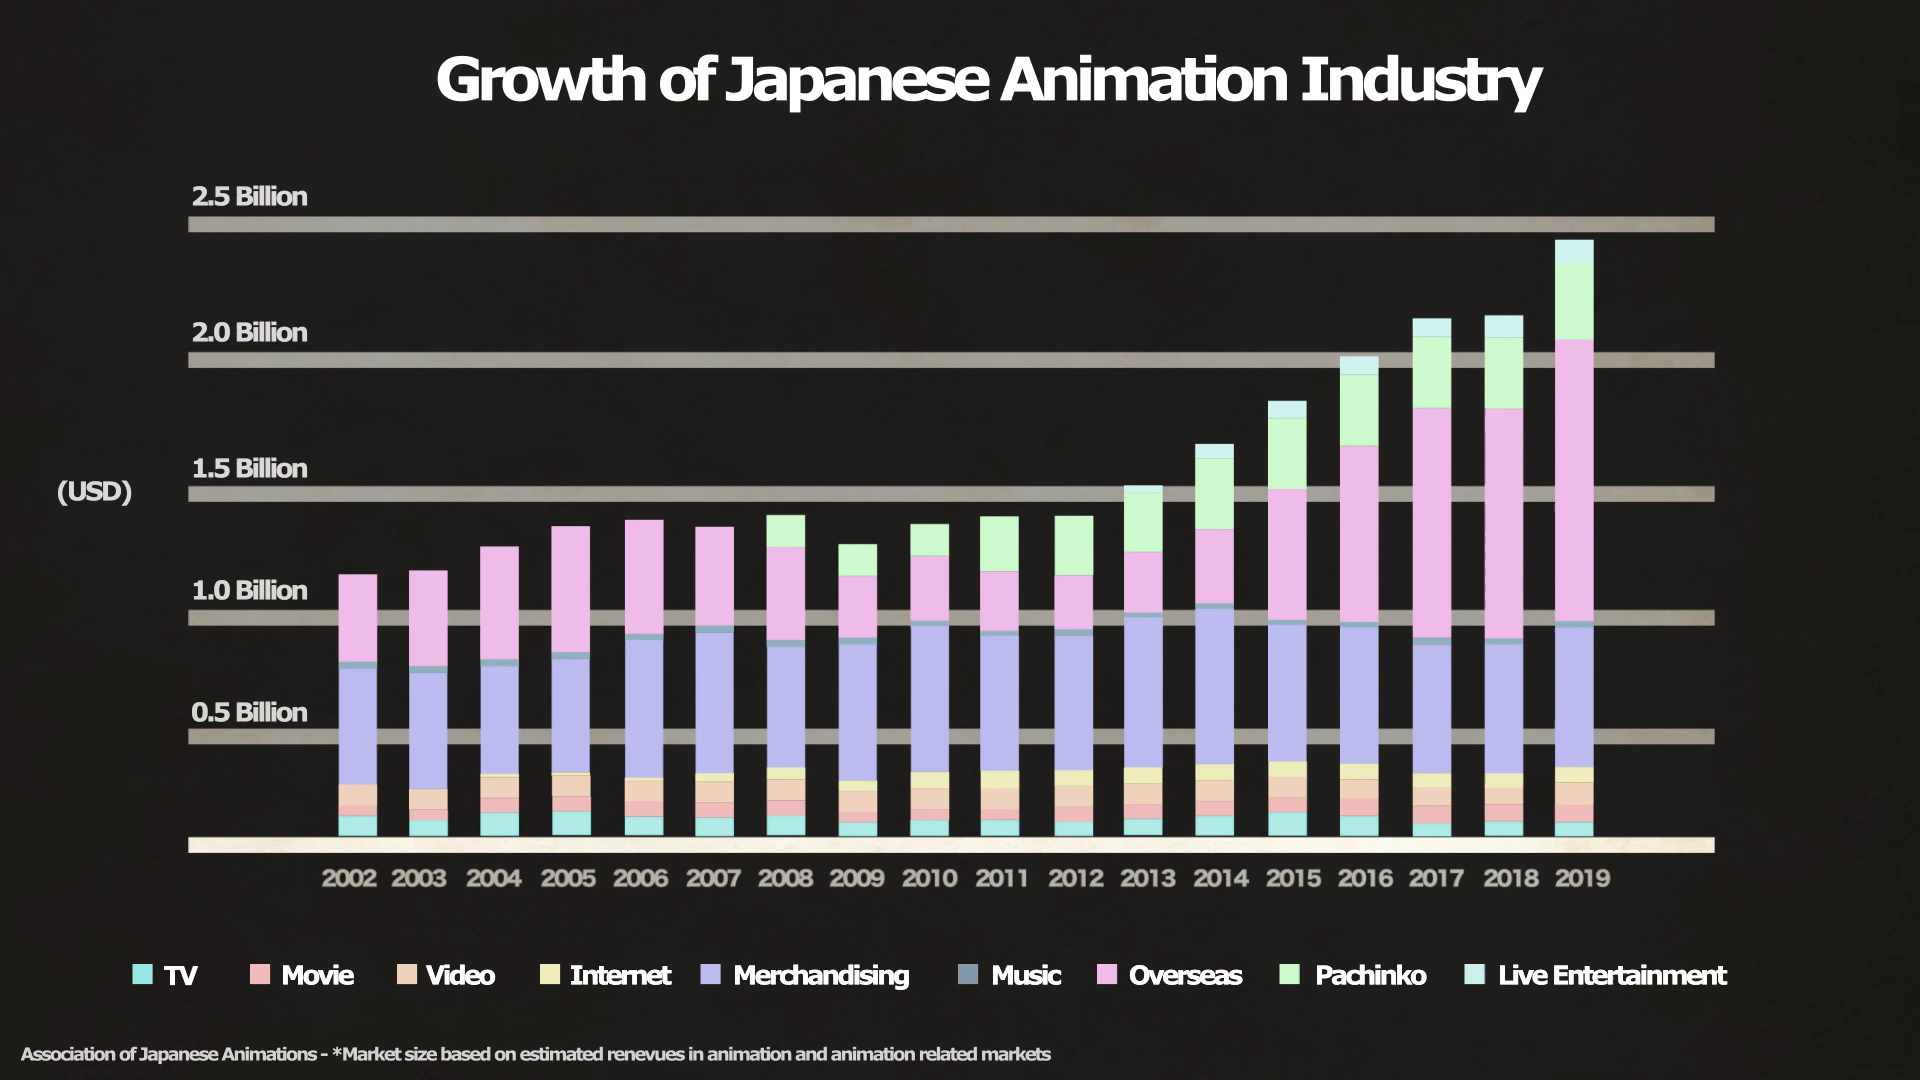 Growth of Japanese Animation Industry
2.5 Billion
2.0 Billion
1.5 Billion
(USD)
1.0 Billion
0.5 Billion
2002 2003 2004 2005 2006 2007 2008 2009 2010 2011 2012 2013 2014 2015 2016 2017 2018 2019
TV Movie Video Internet Merchandising Music Overseas Pachinko Live Entertainment
Association of Japanese Animations - *Market size based on estimated renevues in animation and animation related markets